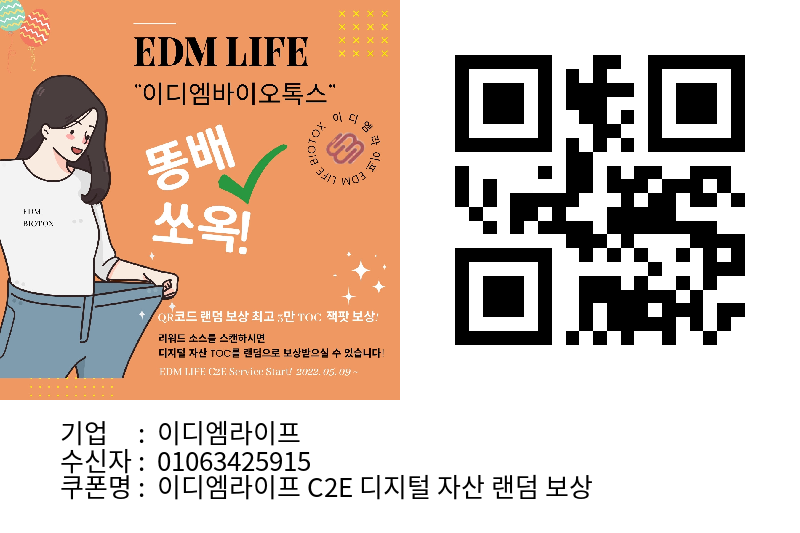 EDM LIFE
"이디엠바이오톡스"
이디엠라이프 EDM LIFE BIOTOX
똥배
쏘옥!
EDM
BIOTOX
QR코드 랜덤 보상 최고 5만 TOC 잭팟 보상!
리워드 소스를 스캔하시면
디지털 자산 TOC를 랜덤으로 보상받으실 수 있습니다!
EDM LIFE C2E Service Start! 2022. 05. 09 ~
기업 : 이디엠라이프
수신자 : 01063425915
쿠폰명 : 이디엠라이프 C2E 디지털 자산 랜덤 보상